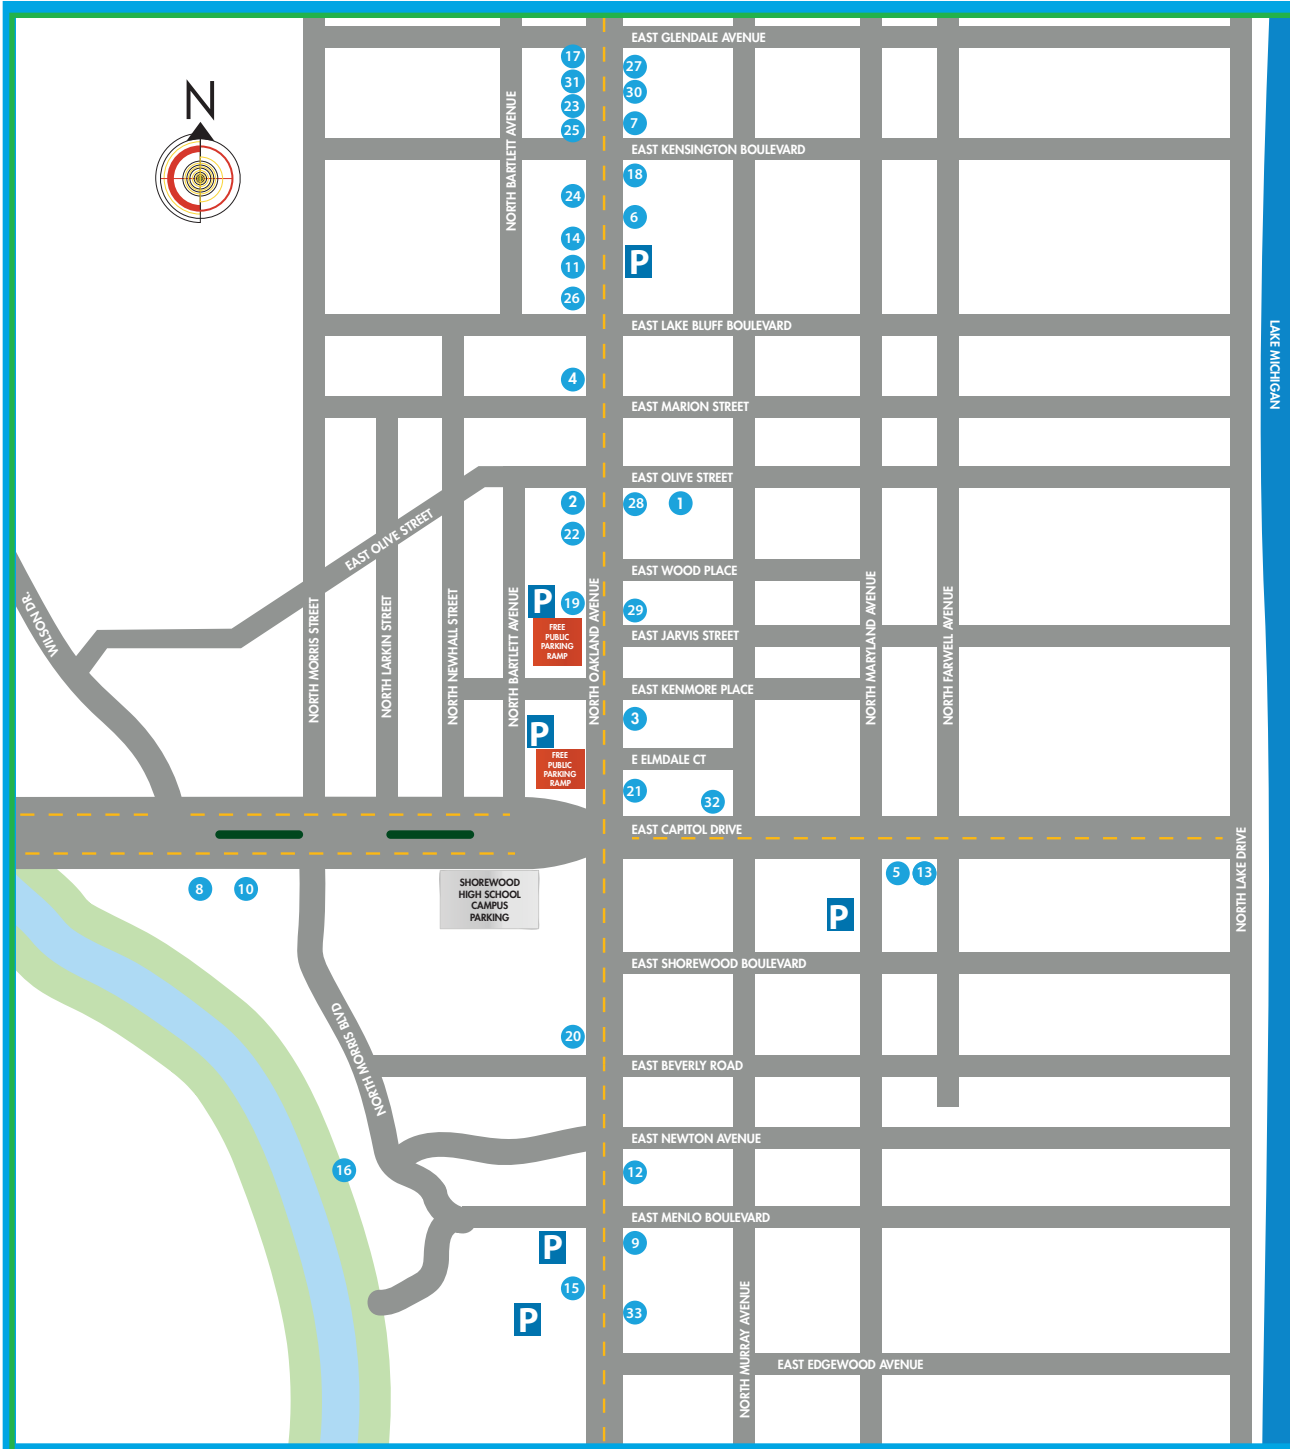 EAST GLENDALE AVENUE
N
17
27
31
30
23
7
25
NORTH BARTLETT AVENUE
EAST KENSINGTON BOULEVARD
18
24
6
14
P
11
26
EAST LAKE BLUFF BOULEVARD
LAKE MICHIGAN
4
EAST MARION STREET
EAST OLIVE STREET
2
28
1
22
EAST OLIVE STREET
EAST WOOD PLACE
WILSON DR.
P
19
29
FREE
PUBLIC
PARKING
RAMP
EAST JARVIS STREET
NORTH MORRIS STREET
NORTH LARKIN STREET
NORTH NEWHALL STREET
NORTH BARTLETT AVENUE
NORTH OAKLAND AVENUE
NORTH MARYLAND AVENUE
NORTH FARWELL AVENUE
EAST KENMORE PLACE
3
P
FREE
PUBLIC
PARKING
RAMP
E ELMDALE CT
21
32
EAST CAPITOL DRIVE
NORTH LAKE DRIVE
8
10
SHOREWOOD
HIGH SCHOOL
CAMPUS
PARKING
5
13
P
EAST SHOREWOOD BOULEVARD
NORTH MORRIS BLVD
20
EAST BEVERLY ROAD
EAST NEWTON AVENUE
16
12
EAST MENLO BOULEVARD
P
9
15
P
33
NORTH MURRAY AVENUE
EAST EDGEWOOD AVENUE